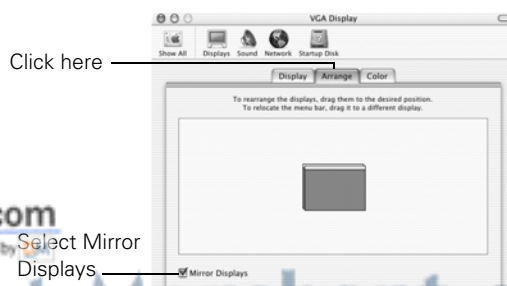 VGA Display
Show All Displays Sound Network Startup Disk
Click here
Display Arrange Color
To rearrange the displays, drag them to the desired position.
To relocate the menu bar, drag it to a different display.
com
by
Select Mirror
Displays
Mirror Displays